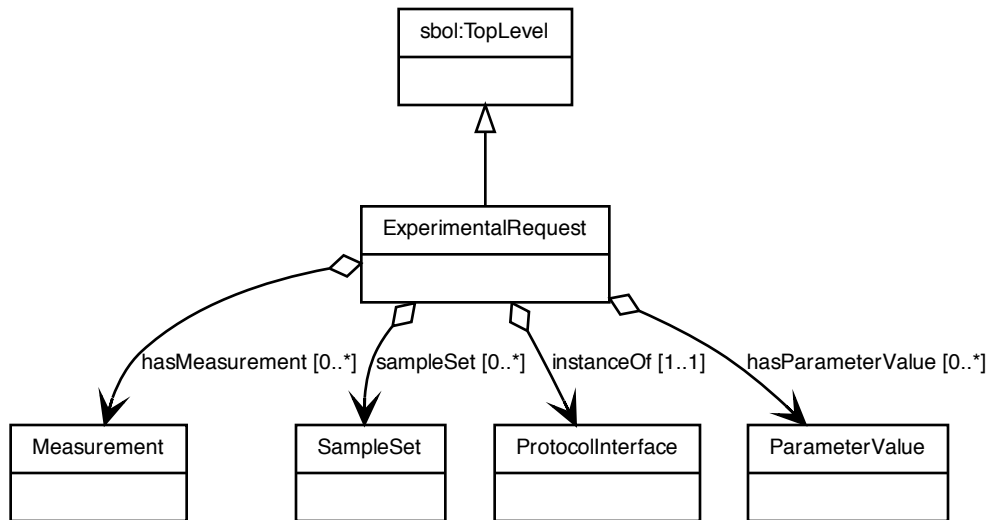 sbol:TopLevel
ExperimentalRequest
hasMeasurement [0..*]
sampleSet [0..*]
instanceOf [1..1]
hasParameterValue [0..*]
Measurement
SampleSet
ProtocolInterface
ParameterValue